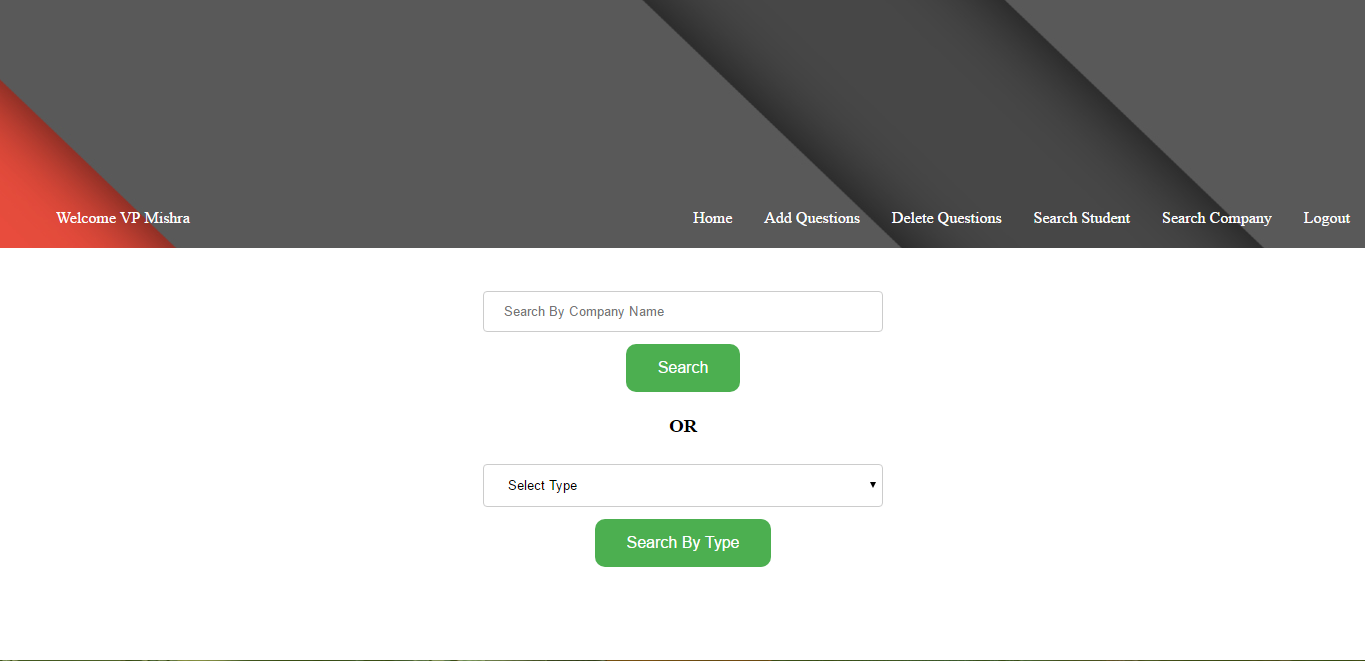 Welcome VP Mishra Home Add Questions Delete Questions Search Student Search Company Logout
Search By Company Name
Search
OR
Select Type
Search By Type